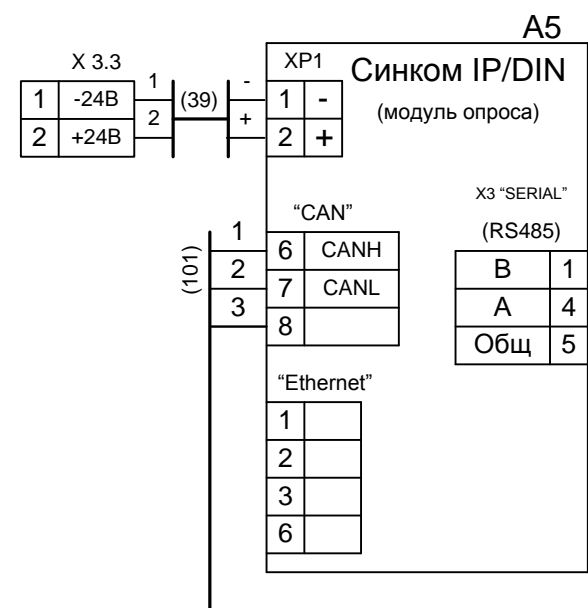 А5
Х 3.3
1 -24В 1
2 +24В 2
(39)
-
+
XP1
1 -
2 +
Синком IP/DIN
(модуль опроса)
“CAN”
1 6 CANH
2 7 CANL
3 8
(101)
X3 “SERIAL”
(RS485)
B 1
A 4
Общ 5
“Ethernet”
1
2
3
6